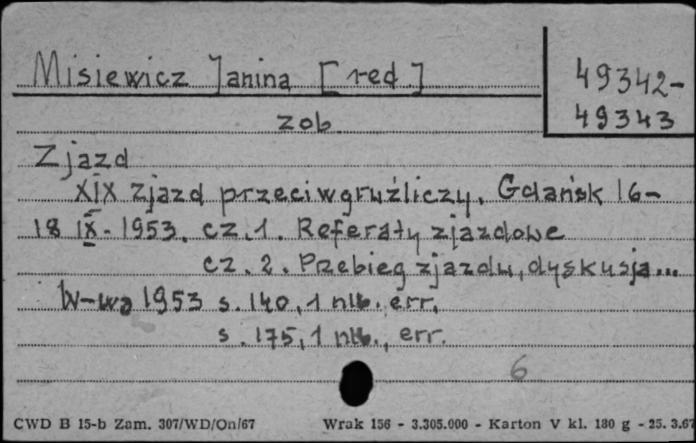 Misiewicz Janina [red.]
49342-
49343
zob.
Zjazd
XIX Zjazd przeciwgruźliczy. Gdańsk 16-
18 IX-1953. cz.1. Referaty zjazdowe
cz. 2. Przebieg zjazdu, dyskusja...
W-wa 1953 s. 140, 1 nlb. err.
s. 175, 1 nlb., err.
6
CWD B 15-b Zam. 307/WD/On/67 Wrak 156 - 3.305.000 - Karton V kl. 180 g - 25.3.67